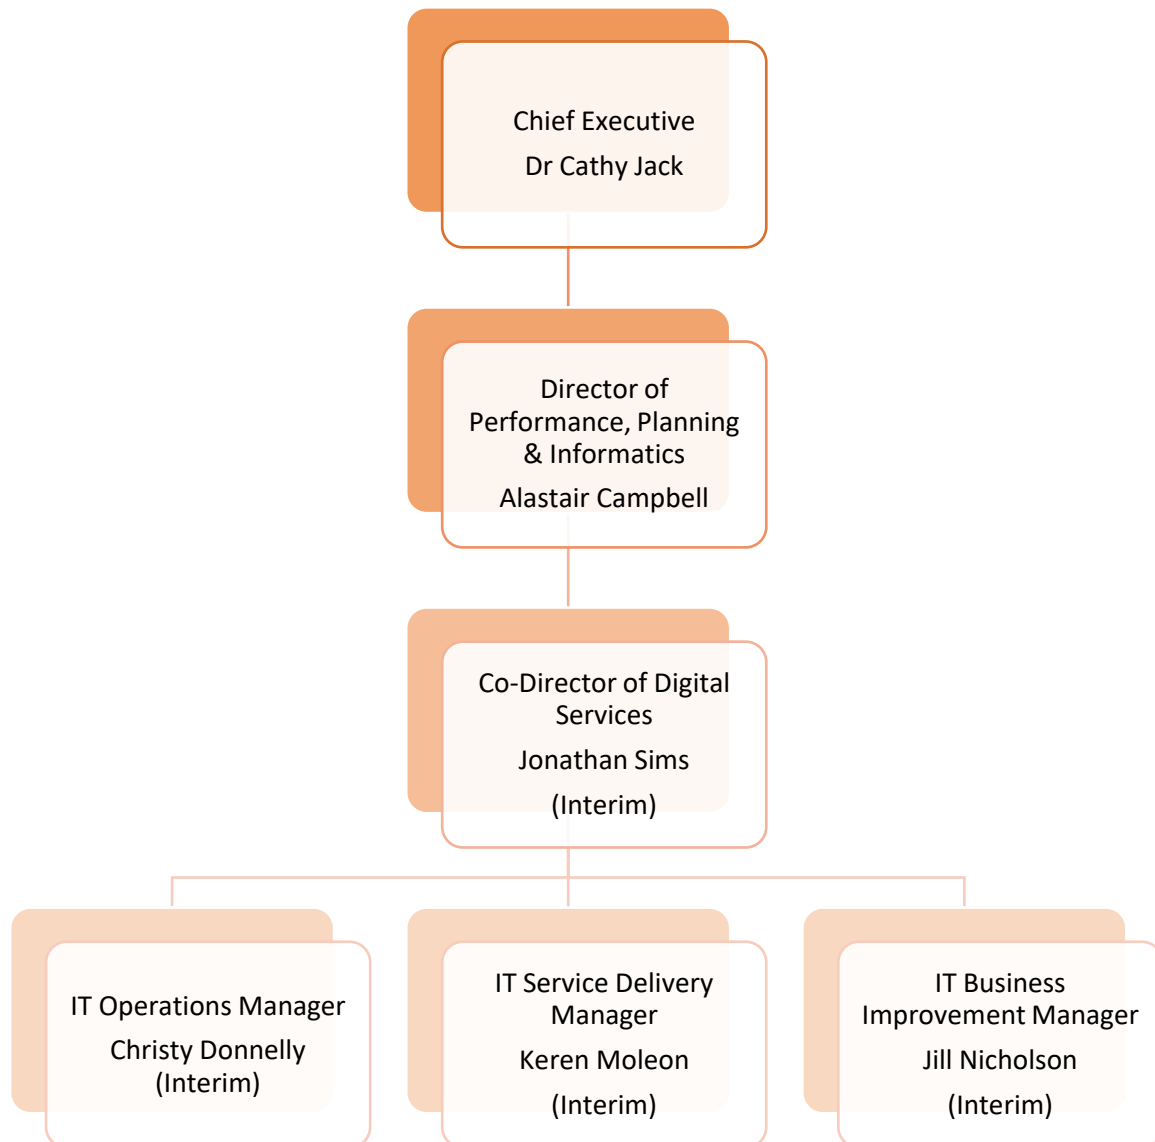 Chief Executive
Dr Cathy Jack
Director of
Performance, Planning
& Informatics
Alastair Campbell
Co-Director of Digital
Services
Jonathan Sims
(Interim)
IT Operations Manager
Christy Donnelly
(Interim)
IT Service Delivery
Manager
Keren Moleon
(Interim)
IT Business
Improvement Manager
Jill Nicholson
(Interim)